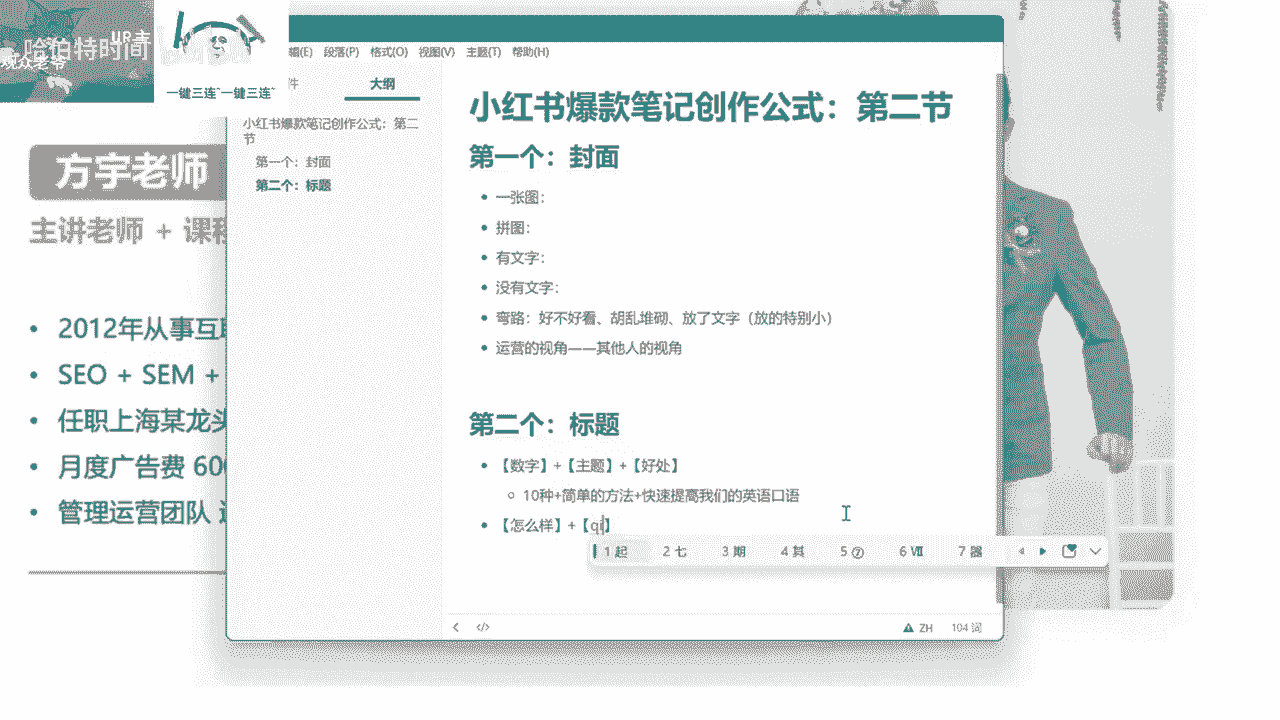 哈伯特时间
UP主
观众老爷
一键三连~一键三连~
方宇老师
主讲老师 + 课程
2012年从事互联
SEO + SEM +
任职上海某龙头
月度广告费 600
管理运营团队
编(E) 段落(P) 格式(O) 视图(V) 主题(T) 帮助(H)
件 大纲
小红书爆款笔记创作公式：第二
节
第一个：封面
第二个：标题
小红书爆款笔记创作公式：第二节
第一个：封面
一张图：
拼图：
有文字：
没有文字：
弯路：好不好看、胡乱堆砌、放了文字（放的特别小）
运营的视角——其他人的视角
第二个：标题
【数字】+【主题】+【好处】
10种+简单的方法+快速提高我们的英语口语
【怎么样】+【qi】
1 起 2 七 3 期 4 其 5 ⑦ 6 Ⅶ 7 器
ZH 104 词